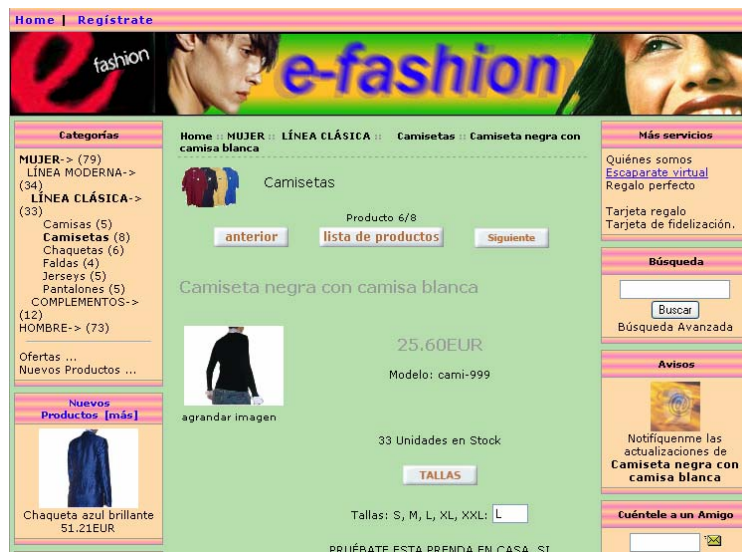 Home | Regístrate
e
fashion
e-fashion
Categorías
MUJER-> (79)
LÍNEA MODERNA->
(34)
LÍNEA CLÁSICA->
(33)
Camisas (5)
Camisetas (8)
Chaquetas (6)
Faldas (4)
Jerseys (5)
Pantalones (5)
COMPLEMENTOS->
(12)
HOMBRE-> (73)
Ofertas ...
Nuevos Productos ...
Nuevos
Productos [más]
Chaqueta azul brillante
51.21EUR
Home :: MUJER :: LÍNEA CLÁSICA :: Camisetas :: Camiseta negra con
camisa blanca
Camisetas
Producto 6/8
anterior
lista de productos
Siguiente
Camiseta negra con camisa blanca
25.60EUR
Modelo: cami-999
agrandar imagen
33 Unidades en Stock
TALLAS
Tallas: S, M, L, XL, XXL: L
PRUÉBATE ESTA PRENDA EN CASA. SI
Más servicios
Quiénes somos
Escaparate virtual
Regalo perfecto
Tarjeta regalo
Tarjeta de fidelización.
Búsqueda
Buscar
Búsqueda Avanzada
Avisos
Notifíquenme las
actualizaciones de
Camiseta negra con
camisa blanca
Cuéntele a un Amigo